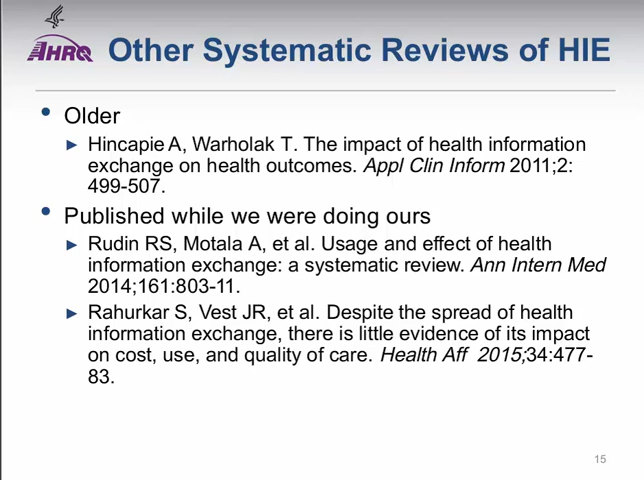 AHRQ
Other Systematic Reviews of HIE
• Older
► Hincapie A, Warholak T. The impact of health information
exchange on health outcomes. Appl Clin Inform 2011;2:
499-507.
• Published while we were doing ours
► Rudin RS, Motala A, et al. Usage and effect of health
information exchange: a systematic review. Ann Intern Med
2014;161:803-11.
► Rahurkar S, Vest JR, et al. Despite the spread of health
information exchange, there is little evidence of its impact
on cost, use, and quality of care. Health Aff 2015;34:477-
83.
15